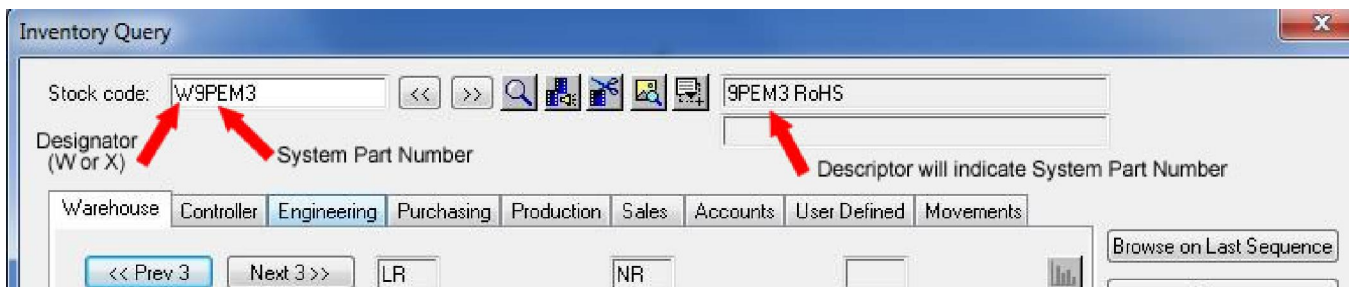 Inventory Query
Stock code: W9PEM3 << >> 9PEM3 RoHS
Designator
(W or X)
System Part Number
Descriptor will indicate System Part Number
Warehouse Controller Engineering Purchasing Production Sales Accounts User Defined Movements
Browse on Last Sequence
<< Prev 3 Next 3 >> LR NR